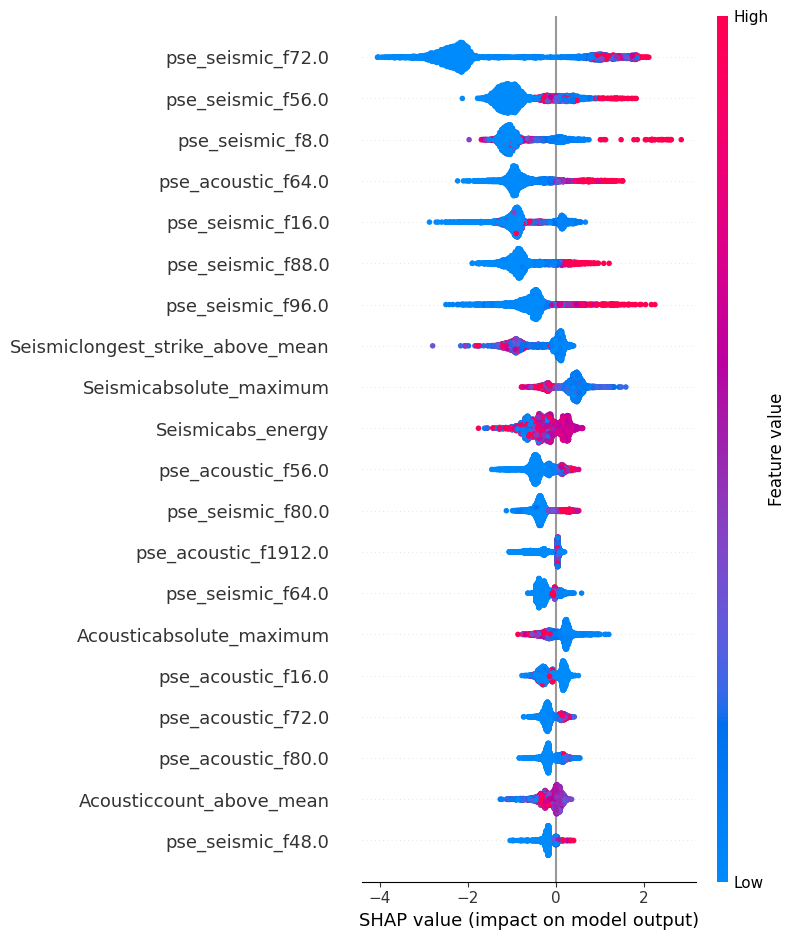 High
pse_seismic_f72.0
pse_seismic_f56.0
pse_seismic_f8.0
pse_acoustic_f64.0
pse_seismic_f16.0
pse_seismic_f88.0
pse_seismic_f96.0
Seismiclongest_strike_above_mean
Seismicabsolute_maximum
Seismicabs_energy
pse_acoustic_f56.0
pse_seismic_f80.0
pse_acoustic_f1912.0
pse_seismic_f64.0
Acousticabsolute_maximum
pse_acoustic_f16.0
pse_acoustic_f72.0
pse_acoustic_f80.0
Acousticcount_above_mean
pse_seismic_f48.0
Feature value
Low
−4 −2 0 2
SHAP value (impact on model output)